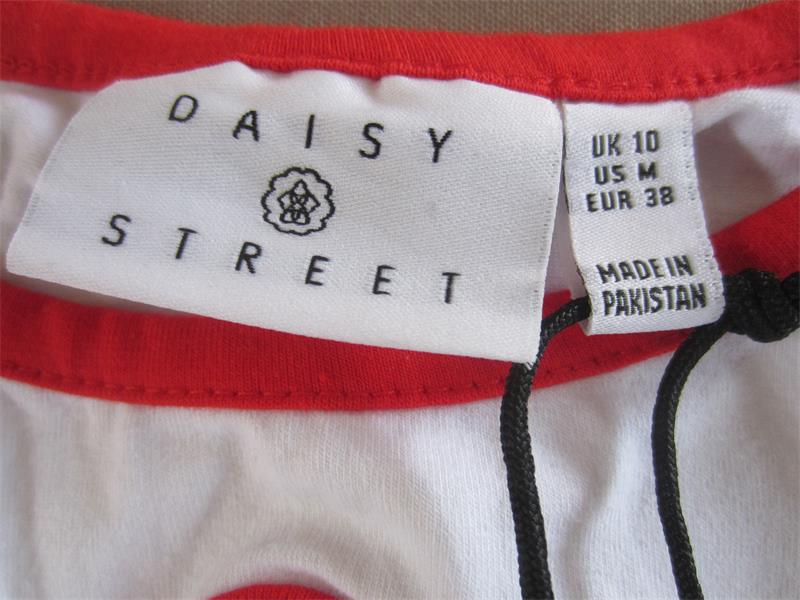 DAISY
STREET
UK 10
US M
EUR 38
MADE IN
PAKISTAN